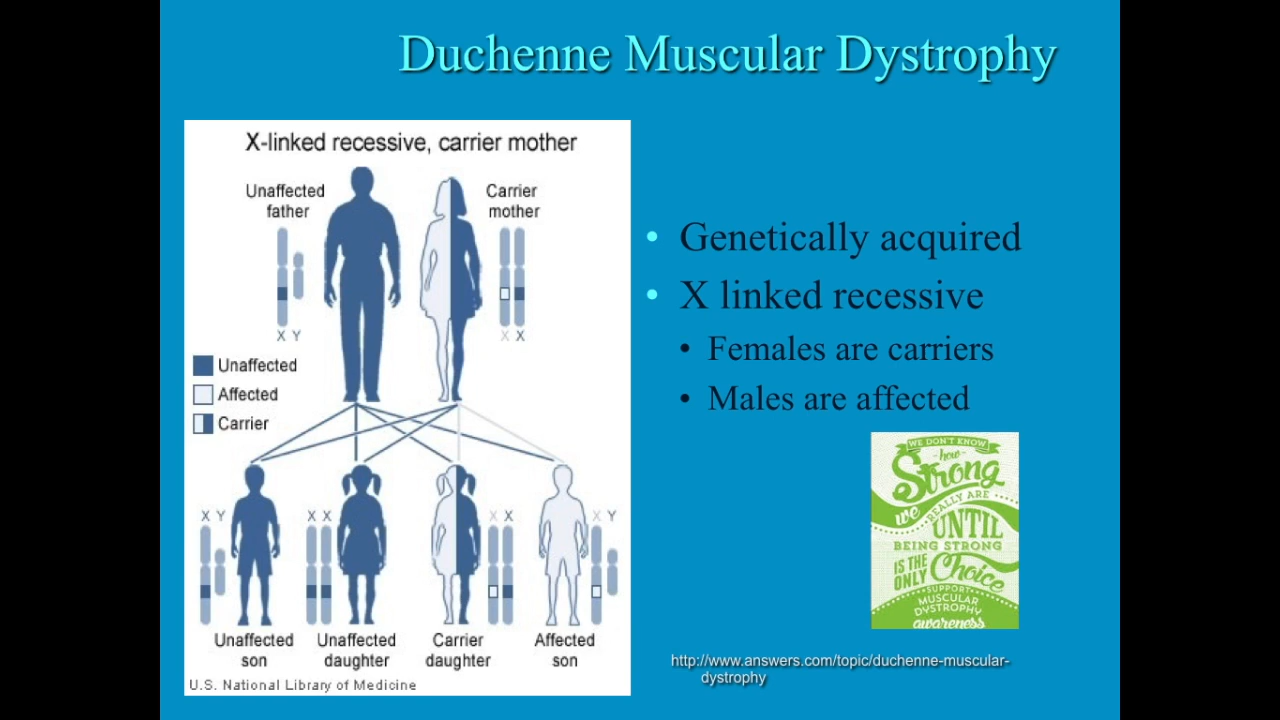 Duchenne Muscular Dystrophy
X-linked recessive, carrier mother
Unaffected
father
Carrier
mother
X Y
X X
Unaffected
Affected
Carrier
X Y
X X
X X
X Y
Unaffected
son
Unaffected
daughter
Carrier
daughter
Affected
son
U.S. National Library of Medicine
• Genetically acquired
• X linked recessive
• Females are carriers
• Males are affected
WE DON'T KNOW
-how-
Strong
we
REALLY ARE
UNTIL
BEING STRONG
IS THE
ONLY
Choice
SUPPORT
MUSCULAR
DYSTROPHY
awareness
http://www.answers.com/topic/duchenne-muscular-
dystrophy